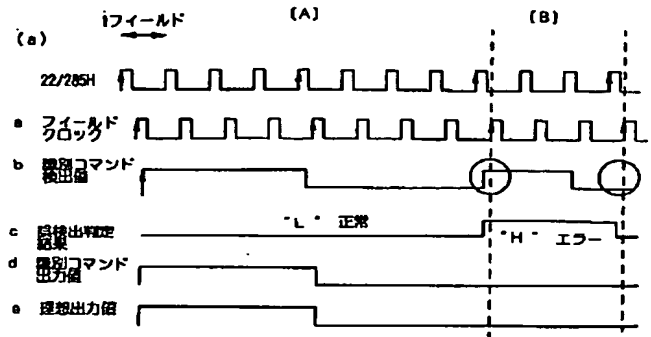 1フィールド
[A]
[B]
(a)
22/285H
a フィールド
クロック
b 識別コマンド
検出値
"L" 正常
c 誤検出判定
結果
"H" エラー
d 識別コマンド
出力値
e 理想出力値